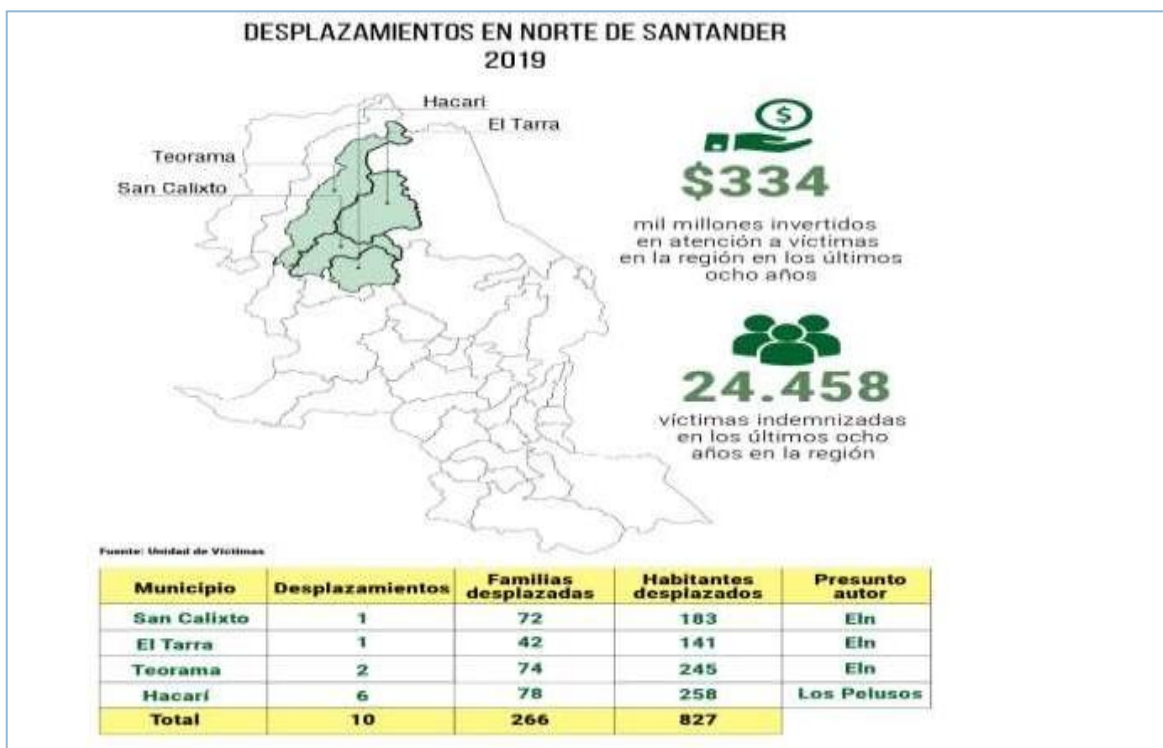 DESPLAZAMIENTOS EN NORTE DE SANTANDER
2019
Hacarí
El Tarra
Teorama
San Calixto
$
$334
mil millones invertidos
en atención a víctimas
en la región en los últimos
ocho años
24.458
víctimas indemnizadas
en los últimos ocho
años en la región
Fuente: Unidad de Víctimas
Municipio Desplazamientos Familias desplazadas Habitantes desplazados Presunto autor
San Calixto 1 72 183 Eln
El Tarra 1 42 141 Eln
Teorama 2 74 245 Eln
Hacarí 6 78 258 Los Pelusos
Total 10 266 827